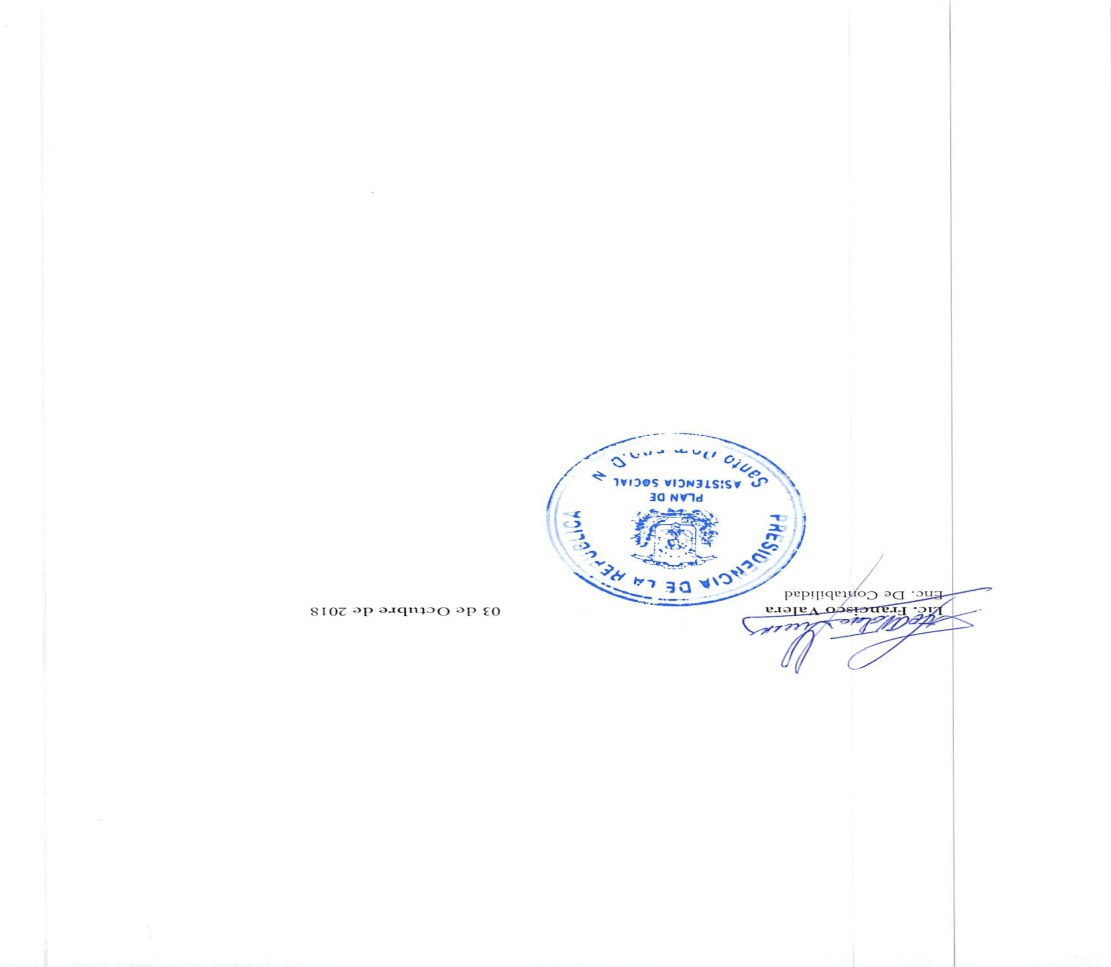 Lic. Francisco Valera
Enc. De Contabilidad
03 de Octubre de 2018
PRESIDENCIA DE LA REPUBLICA
PLAN DE
ASISTENCIA SOCIAL
Santo